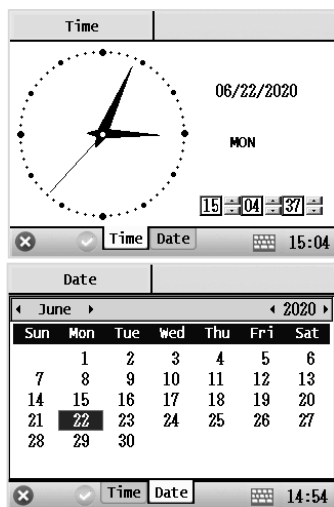 Time
06/22/2020
MON
15 04 37
Time Date 15:04
Date
June 2020
Sun Mon Tue Wed Thu Fri Sat
1 2 3 4 5 6
7 8 9 10 11 12 13
14 15 16 17 18 19 20
21 22 23 24 25 26 27
28 29 30
Time Date 14:54